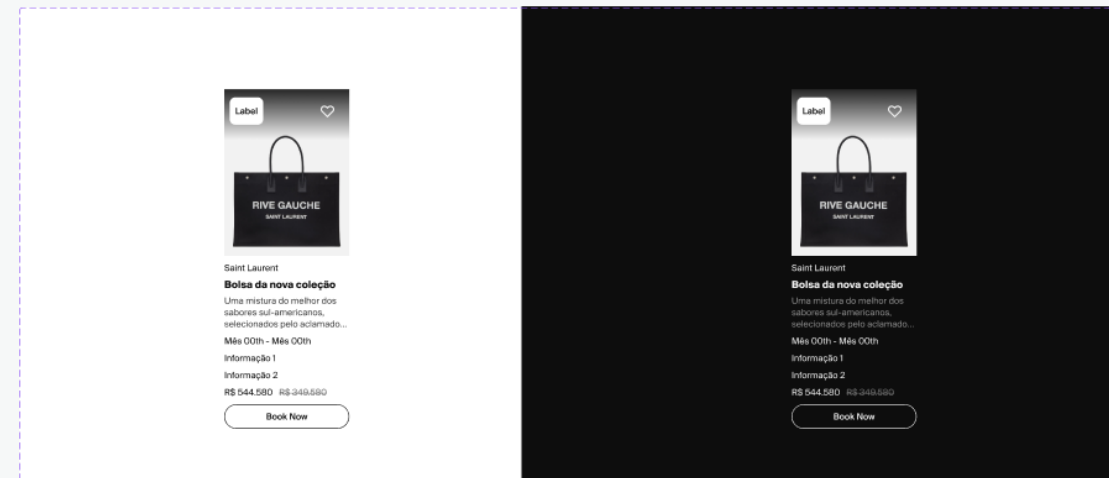 Label
RIVE GAUCHE
SAINT LAURENT
Saint Laurent
Bolsa da nova coleção
Uma mistura do melhor dos
sabores sul-americanos,
selecionados pelo aclamado...
Mês 00th - Mês 00th
Informação 1
Informação 2
R$ 544.580 R$ 349.580
Book Now
Label
RIVE GAUCHE
SAINT LAURENT
Saint Laurent
Bolsa da nova coleção
Uma mistura do melhor dos
sabores sul-americanos,
selecionados pelo aclamado...
Mês 00th - Mês 00th
Informação 1
Informação 2
R$ 544.580 R$ 349.580
Book Now